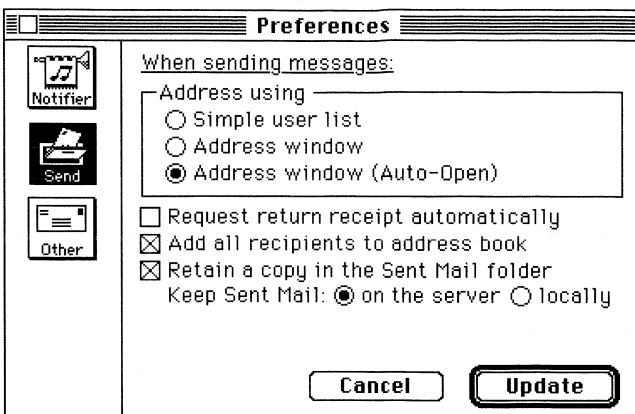 Preferences
Notifier
Send
Other
When sending messages:
Address using
Simple user list
Address window
Address window (Auto-Open)
Request return receipt automatically
Add all recipients to address book
Retain a copy in the Sent Mail folder
Keep Sent Mail: on the server locally
Cancel Update